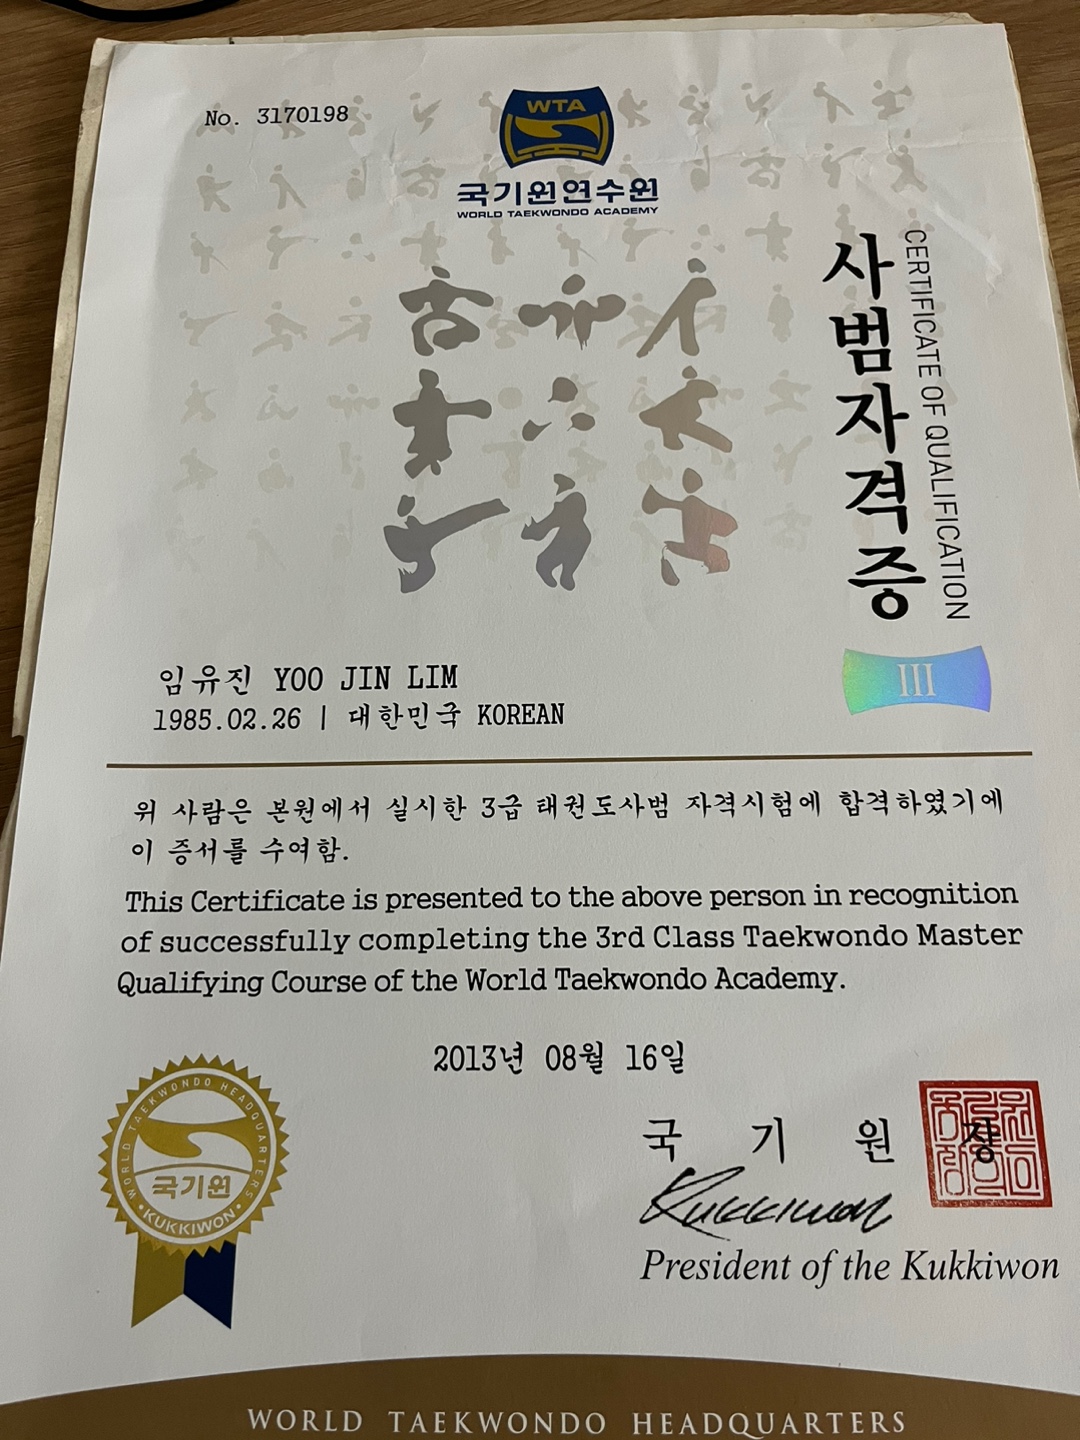 No. 3170198
WTA
국기원연수원
WORLD TAEKWONDO ACADEMY
사범자격증
CERTIFICATE OF QUALIFICATION
III
임유진 YOO JIN LIM
1985.02.26 | 대한민국 KOREAN
위 사람은 본원에서 실시한 3급 태권도사범 자격시험에 합격하였기에
이 증서를 수여함.
This Certificate is presented to the above person in recognition
of successfully completing the 3rd Class Taekwondo Master
Qualifying Course of the World Taekwondo Academy.
2013년 08월 16일
WORLD TAEKWONDO HEADQUARTERS
국기원
KUKKIWON
국 기 원 장
Kukkiwon
President of the Kukkiwon
WORLD TAEKWONDO HEADQUARTERS